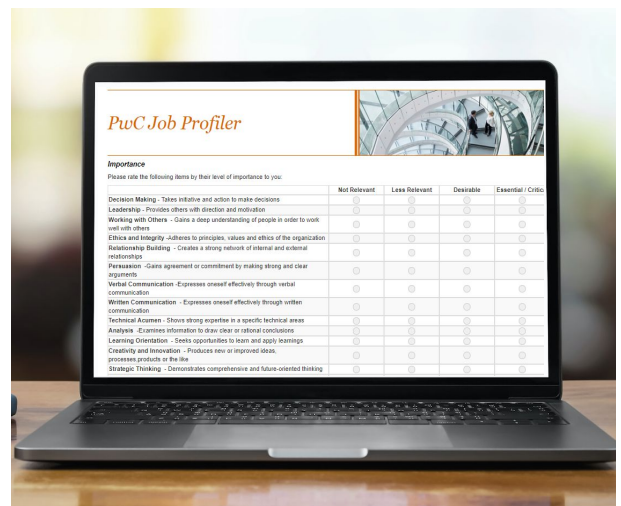 PwC Job Profiler
Importance
Please rate the following items by their level of importance to you:
Not Relevant Less Relevant Desirable Essential / Critic
Decision Making - Takes initiative and action to make decisions
Leadership - Provides others with direction and motivation
Working with Others - Gains a deep understanding of people in order to work
well with others
Ethics and Integrity -Adheres to principles, values and ethics of the organization
Relationship Building - Creates a strong network of internal and external
relationships
Persuasion -Gains agreement or commitment by making strong and clear
arguments
Verbal Communication -Expresses oneself effectively through verbal
communication
Written Communication - Expresses oneself effectively through written
communication
Technical Acumen - Shows strong expertise in a specific technical areas
Analysis -Examines information to draw clear or rational conclusions
Learning Orientation - Seeks opportunities to learn and apply learnings
Creativity and Innovation - Produces new or improved ideas,
processes,products or the like
Strategic Thinking - Demonstrates comprehensive and future-oriented thinking